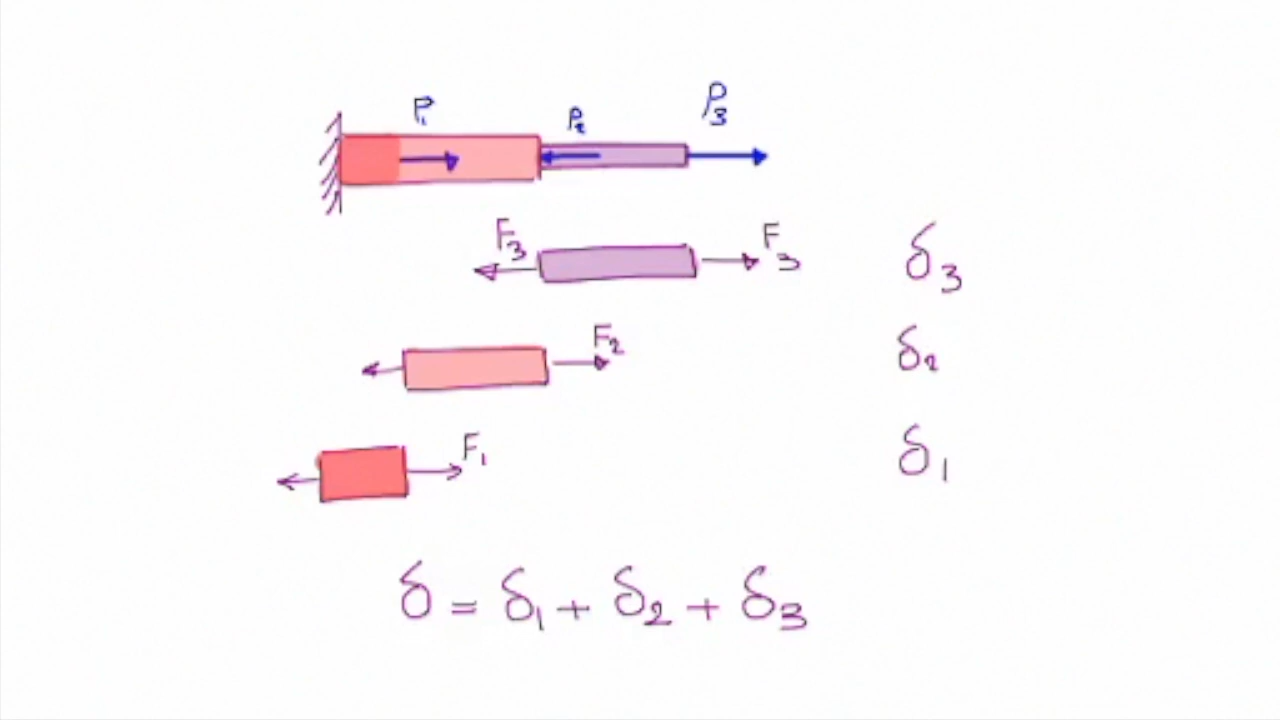 P₁ P₂ P₃
F₃ F₃ δ₃
F₂ δ₂
F₁ δ₁
δ = δ₁ + δ₂ + δ₃